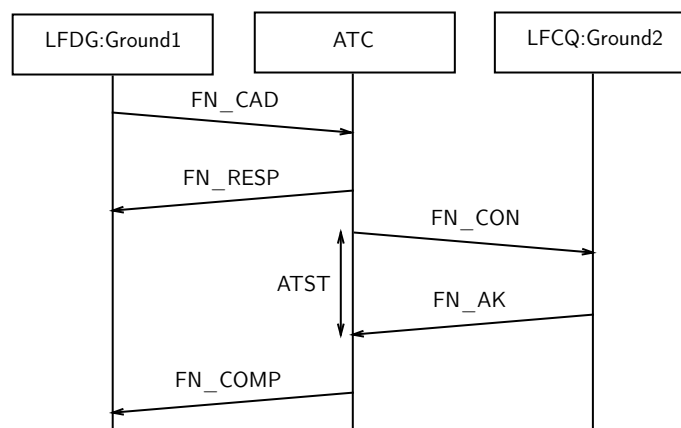 LFDG:Ground1
ATC
LFCQ:Ground2
FN_CAD
FN_RESP
FN_CON
ATST
FN_AK
FN_COMP